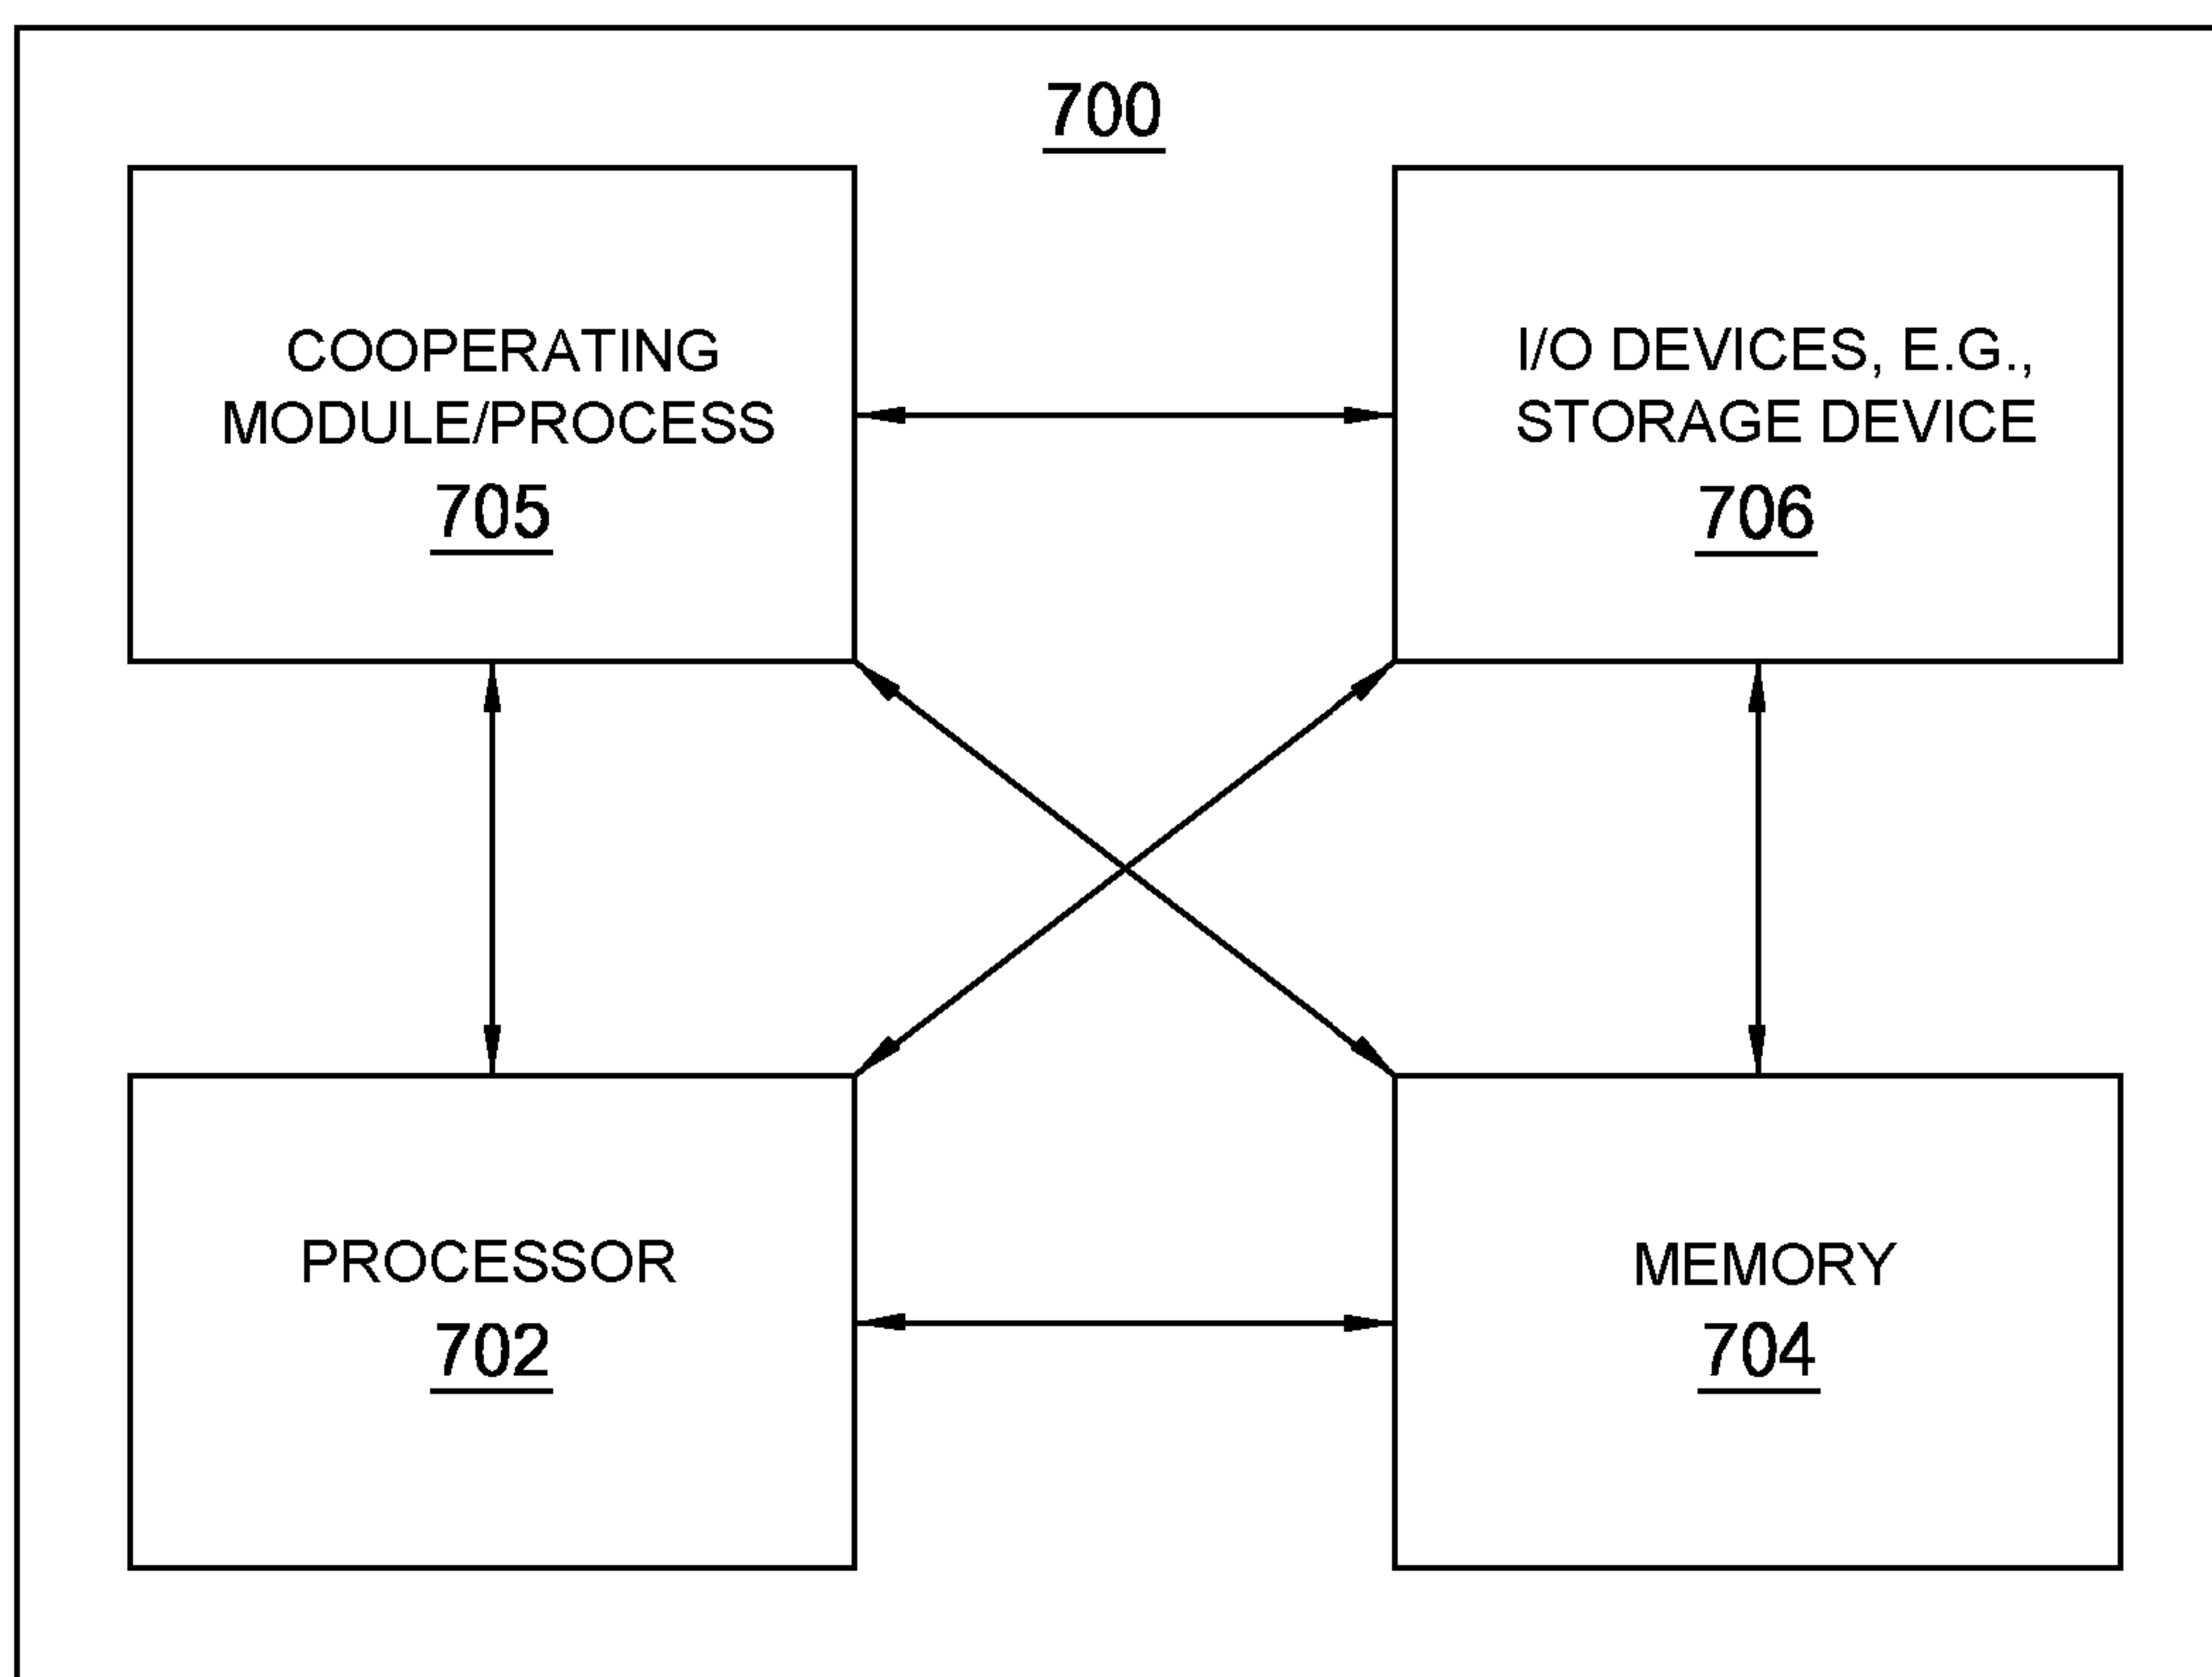 700
COOPERATING
MODULE/PROCESS
705
I/O DEVICES, E.G.,
STORAGE DEVICE
706
PROCESSOR
702
MEMORY
704